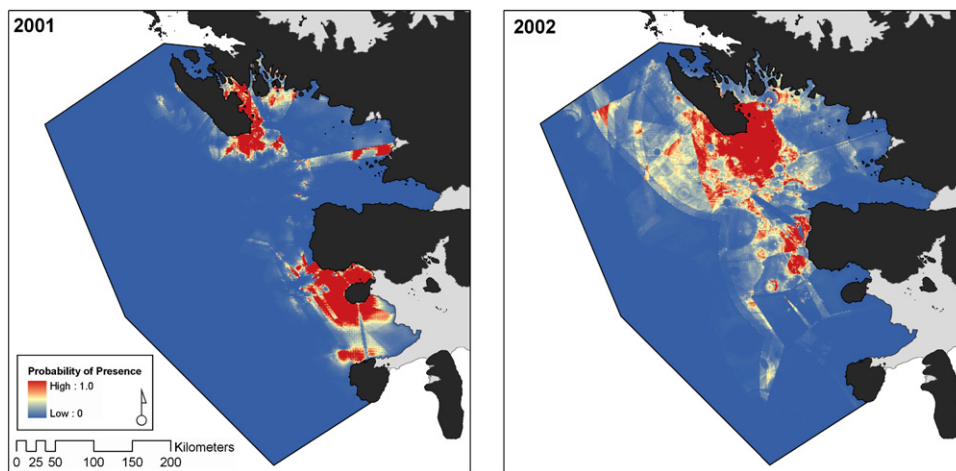 2001
2002
Probability of Presence
High : 1.0
Low : 0
Kilometers
0 25 50 100 150 200